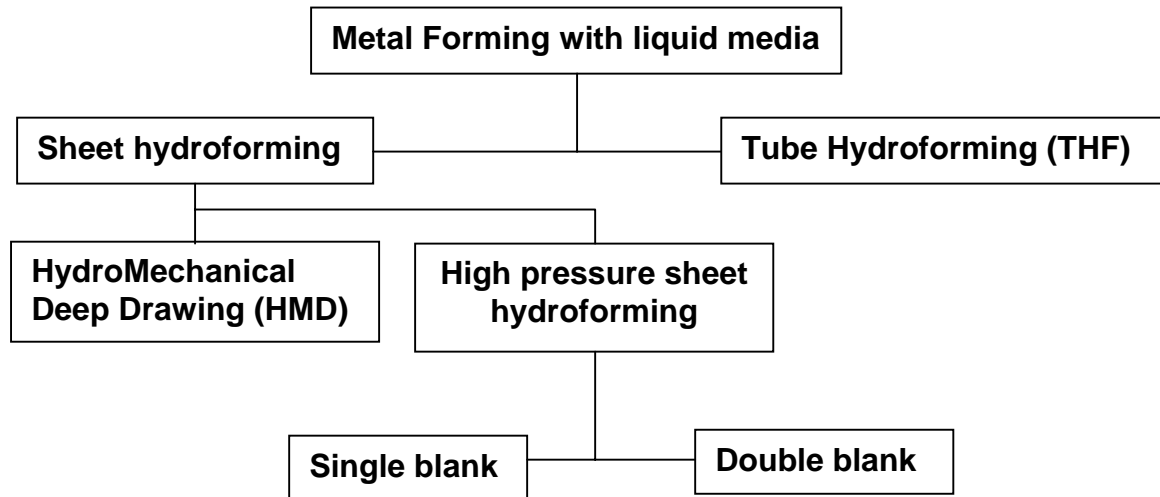 Metal Forming with liquid media
Sheet hydroforming
Tube Hydroforming (THF)
HydroMechanical
Deep Drawing (HMD)
High pressure sheet
hydroforming
Single blank
Double blank